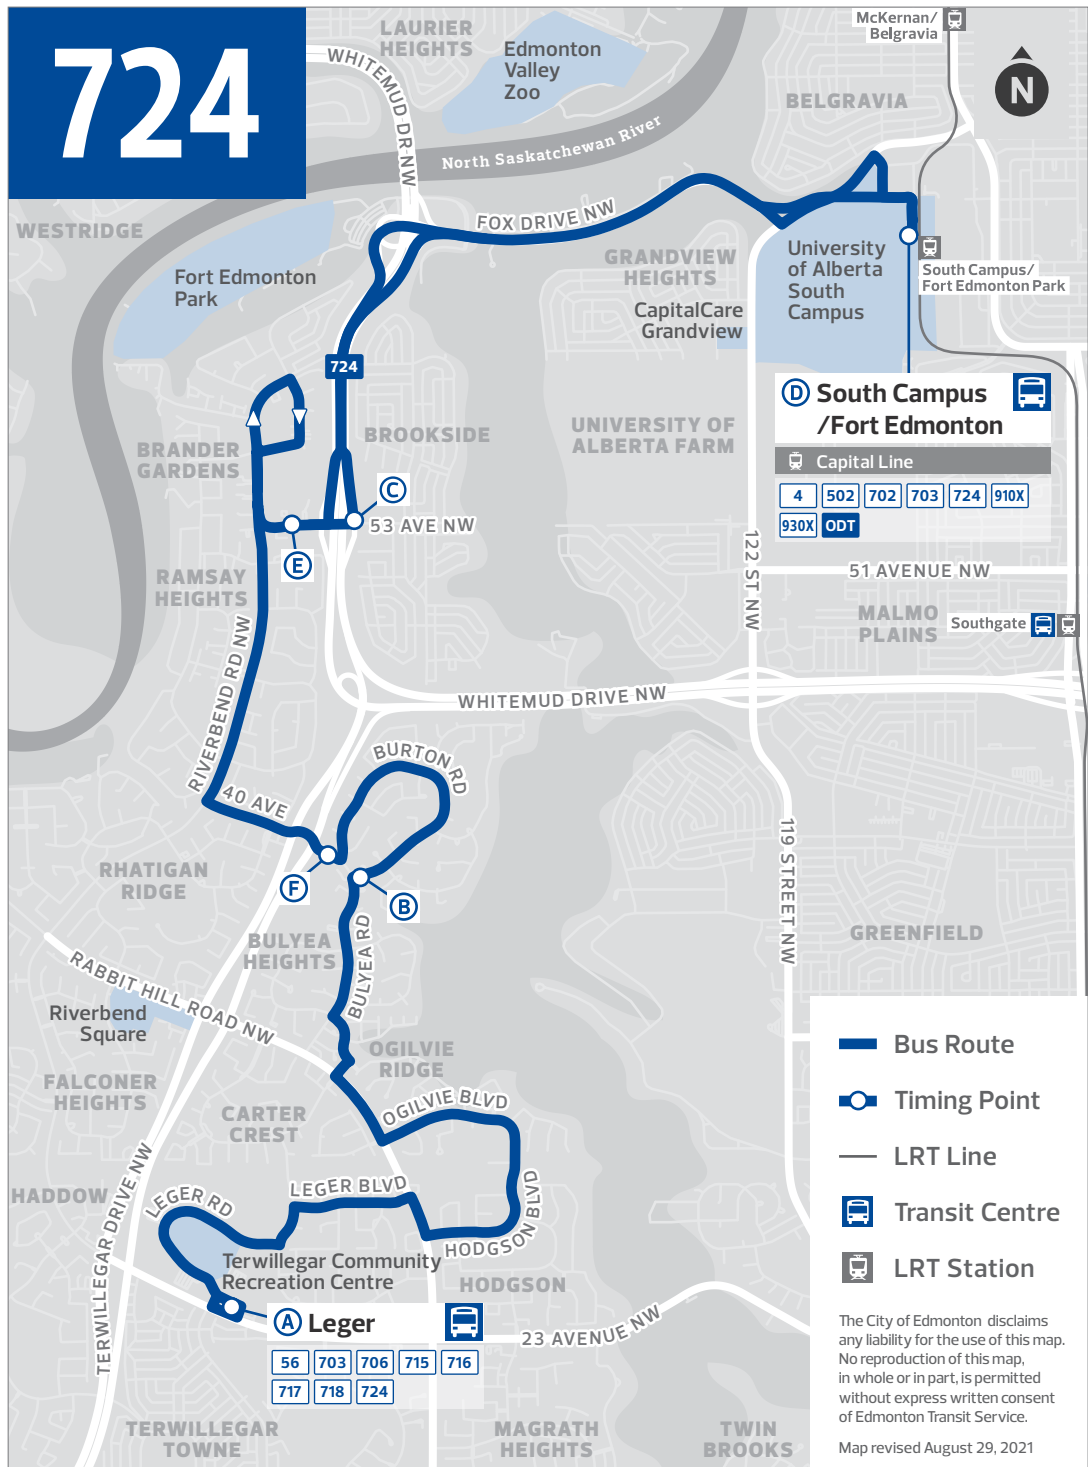 724
LAURIER
HEIGHTS
WHITEMUD DR NW
Edmonton
Valley
Zoo
McKernan/
Belgravia
N
BELGRAVIA
North Saskatchewan River
WESTRIDGE
FOX DRIVE NW
Fort Edmonton
Park
GRANDVIEW
HEIGHTS
University
of Alberta
South
Campus
South Campus/
Fort Edmonton Park
CapitalCare
Grandview
724
D South Campus
/Fort Edmonton
Capital Line
4 502 702 703 724 910X
930X ODT
BRANDER
GARDENS
BROOKSIDE
UNIVERSITY OF
ALBERTA FARM
C
53 AVE NW
E
122 ST NW
51 AVENUE NW
RAMSAY
HEIGHTS
MALMO
PLAINS
Southgate
RIVERBEND RD NW
WHITEMUD DRIVE NW
BURTON RD
40 AVE
119 STREET NW
RHATIGAN
RIDGE
F
B
BULYEA
HEIGHTS
BULYEA RD
GREENFIELD
RABBIT HILL ROAD NW
Riverbend
Square
OGILVIE
RIDGE
FALCONER
HEIGHTS
CARTER
CREST
OGILVIE BLVD
HADDOW
LEGER RD
LEGER BLVD
HODGSON BLVD
TERWILLEGAR DRIVE NW
Terwillegar Community
Recreation Centre
HODGSON
A Leger
56 703 706 715 716
717 718 724
23 AVENUE NW
TERWILLEGAR
TOWNE
MAGRATH
HEIGHTS
TWIN
BROOKS
Bus Route
Timing Point
LRT Line
Transit Centre
LRT Station
The City of Edmonton disclaims
any liability for the use of this map.
No reproduction of this map,
in whole or in part, is permitted
without express written consent
of Edmonton Transit Service.
Map revised August 29, 2021